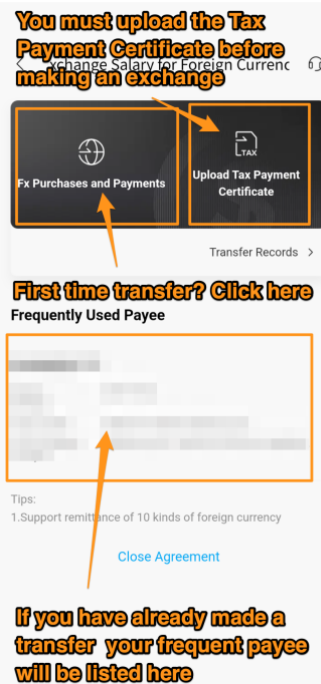 You must upload the Tax
Payment Certificate before
making an exchange
xchange Salary for Foreign Currenc
TAX
Fx Purchases and Payments
Upload Tax Payment
Certificate
Transfer Records >
First time transfer? Click here
Frequently Used Payee
Tips:
1.Support remittance of 10 kinds of foreign currency
Close Agreement
If you have already made a
transfer your frequent payee
will be listed here